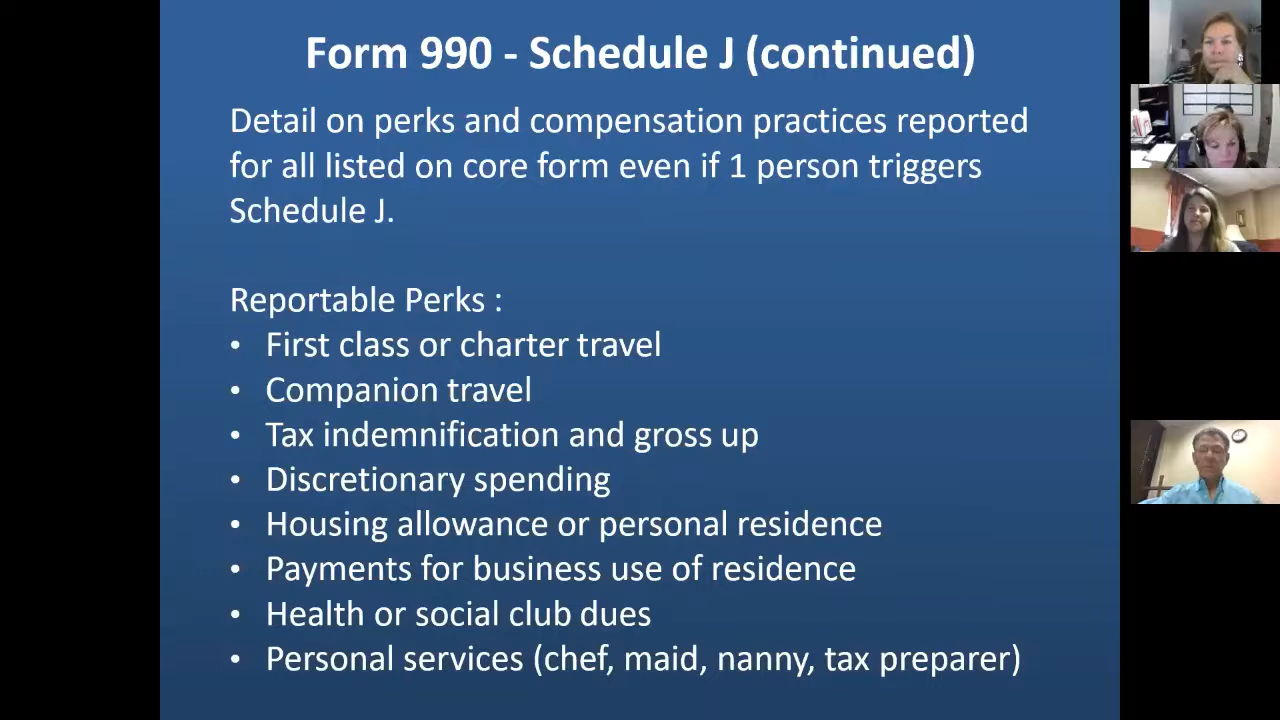 Form 990 - Schedule J (continued)
Detail on perks and compensation practices reported
for all listed on core form even if 1 person triggers
Schedule J.
Reportable Perks :
• First class or charter travel
• Companion travel
• Tax indemnification and gross up
• Discretionary spending
• Housing allowance or personal residence
• Payments for business use of residence
• Health or social club dues
• Personal services (chef, maid, nanny, tax preparer)